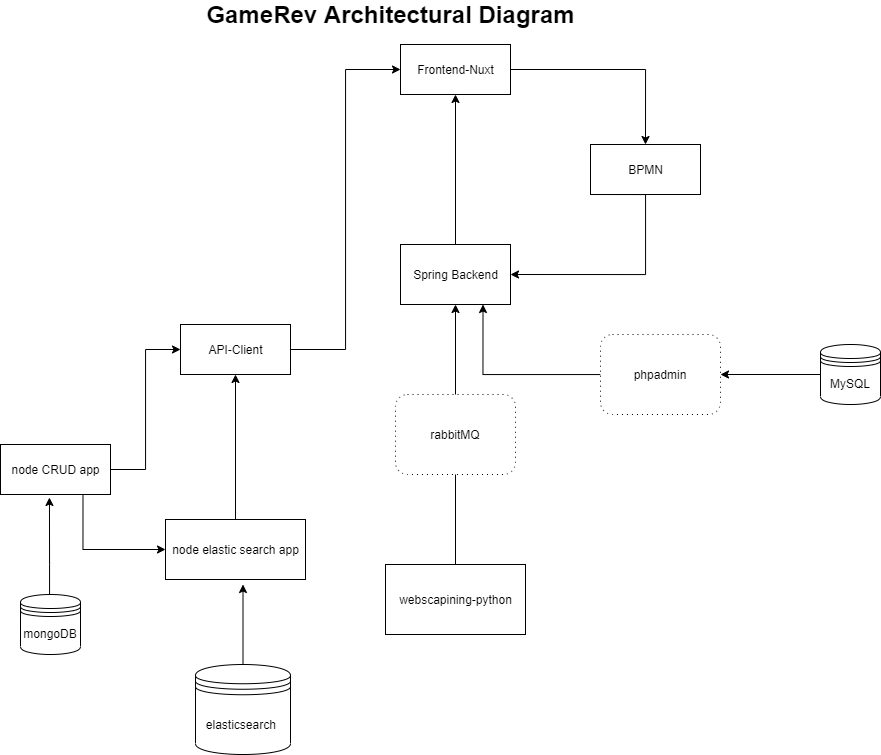 GameRev Architectural Diagram
Frontend-Nuxt
BPMN
Spring Backend
API-Client
phpadmin
MySQL
rabbitMQ
node CRUD app
node elastic search app
webscapining-python
mongoDB
elasticsearch